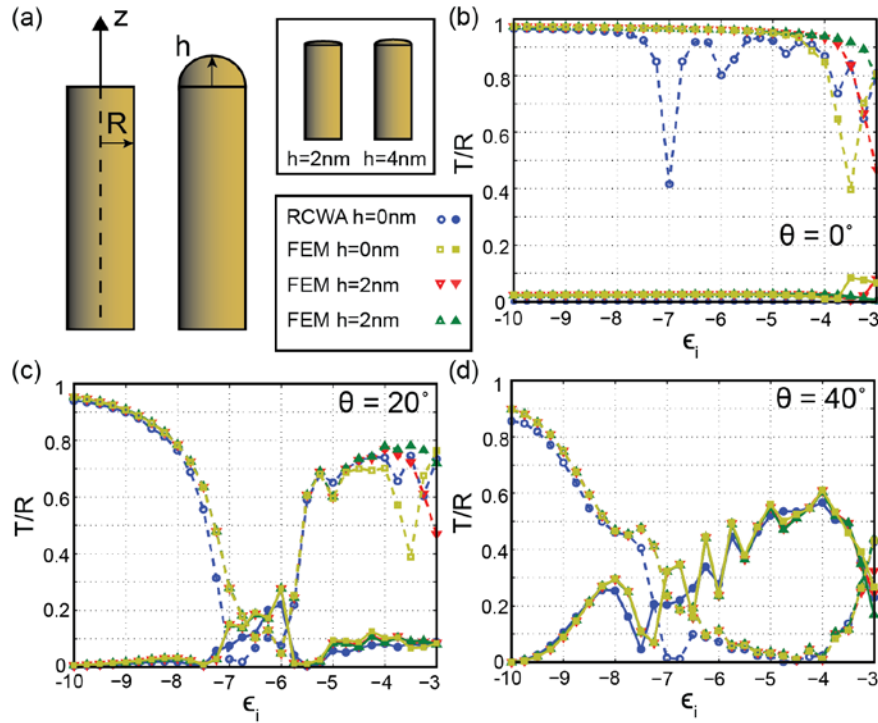 (a)
z
h
R
h=2nm h=4nm
RCWA h=0nm
FEM h=0nm
FEM h=2nm
FEM h=2nm
(b)
1
0.8
0.6
0.4
0.2
0
T/R
θ = 0°
−10 −9 −8 −7 −6 −5 −4 −3
ϵi
(c)
1
0.8
0.6
0.4
0.2
0
T/R
θ = 20°
-10 -9 -8 -7 -6 -5 -4 -3
ϵi
(d)
1
0.8
0.6
0.4
0.2
0
T/R
θ = 40°
-10 -9 -8 -7 -6 -5 -4 -3
ϵi